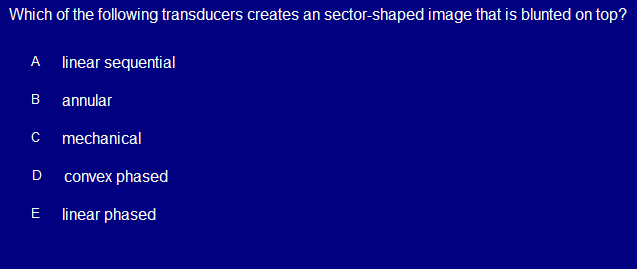 Which of the following transducers creates an sector-shaped image that is blunted on top?
A linear sequential
B annular
C mechanical
D convex phased
E linear phased